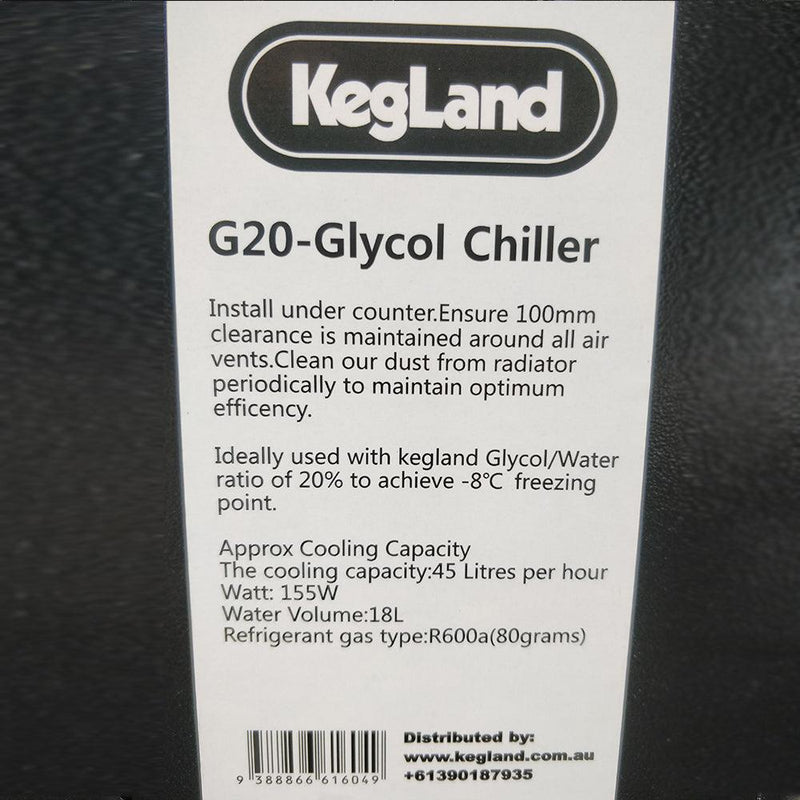 KegLand
G20-Glycol Chiller
Install under counter.Ensure 100mm
clearance is maintained around all air
vents.Clean our dust from radiator
periodically to maintain optimum
efficency.
Ideally used with kegland Glycol/Water
ratio of 20% to achieve -8℃ freezing
point.
Approx Cooling Capacity
The cooling capacity:45 Litres per hour
Watt: 155W
Water Volume:18L
Refrigerant gas type:R600a(80grams)
Distributed by:
www.kegland.com.au
+61390187935
9 388866 616049